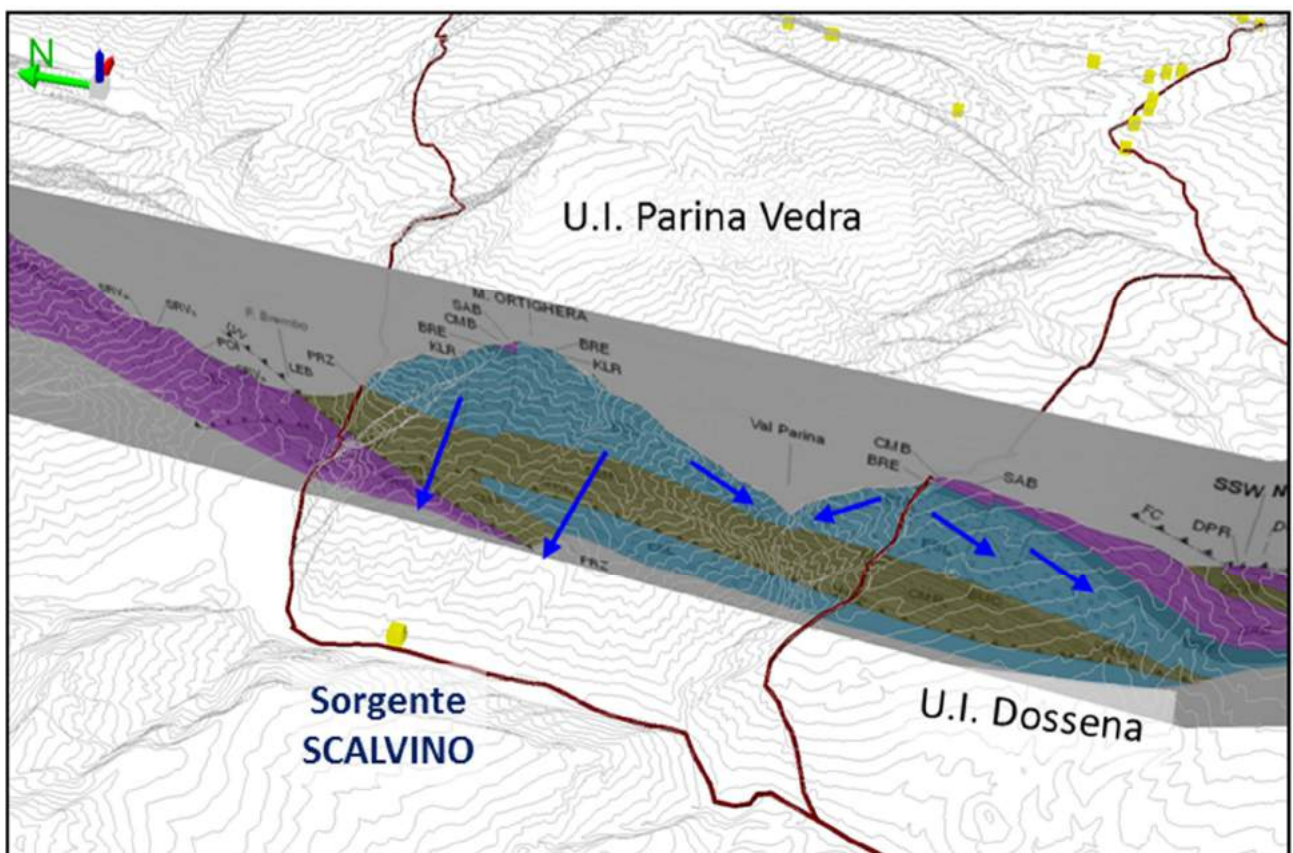 N
U.I. Parina Vedra
M. ORTIGHERA
SAB
CMB
BRE
KLR
BRE
KLR
SRV
SRV
F. Brembo
POI
PRZ
LEB
Val Parina
CMB
BRE
SAB
SSW
FC
DPR
PRZ
Sorgente
SCALVINO
U.I. Dossena